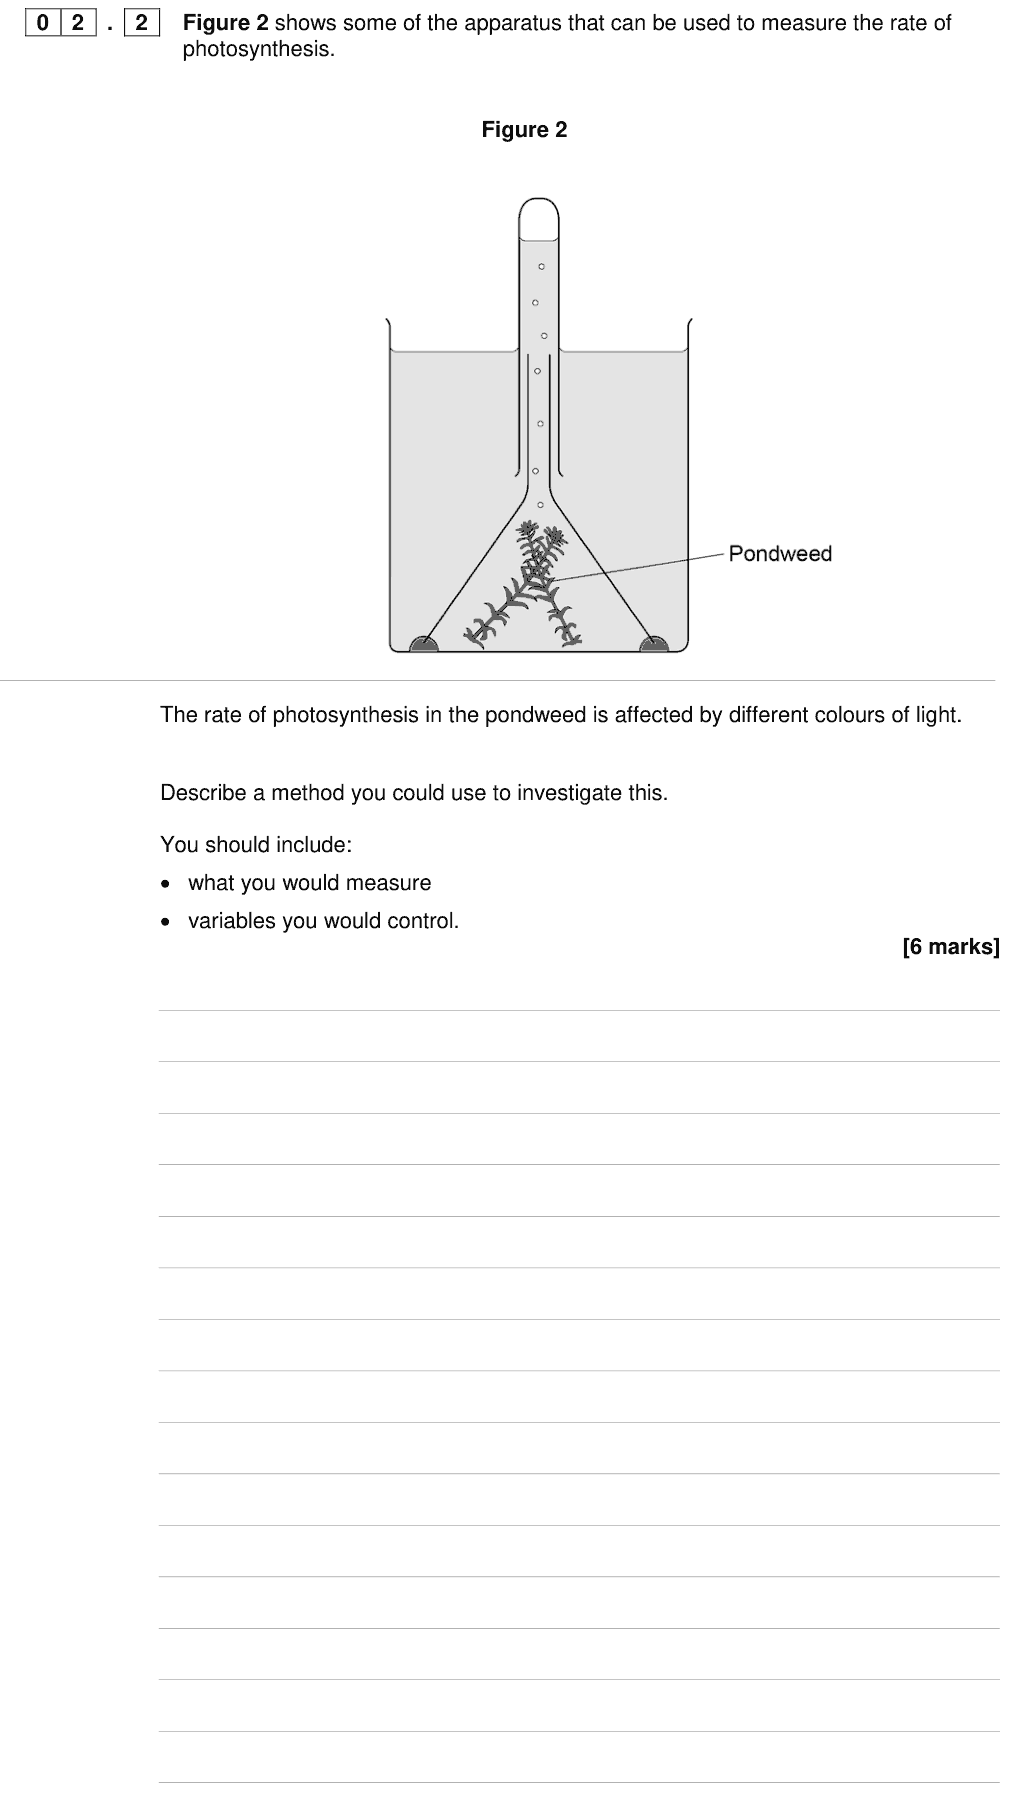 0 2 . 2 Figure 2 shows some of the apparatus that can be used to measure the rate of
photosynthesis.
Figure 2
Pondweed
The rate of photosynthesis in the pondweed is affected by different colours of light.
Describe a method you could use to investigate this.
You should include:
• what you would measure
• variables you would control.
[6 marks]